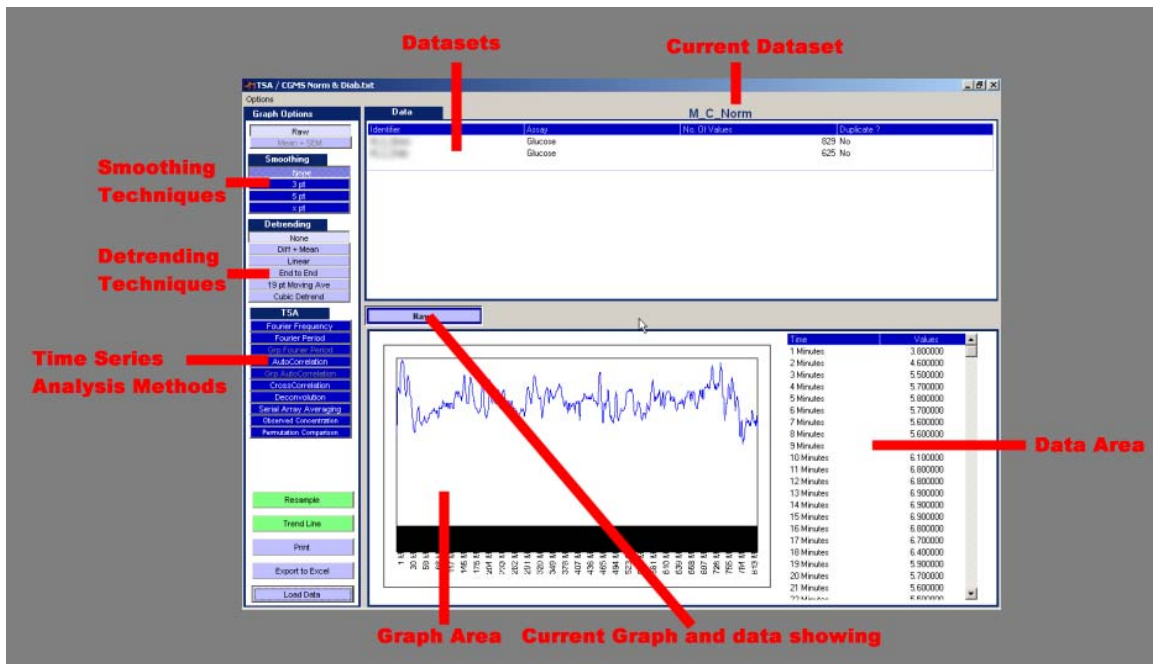 Datasets
Current Dataset
TSA / CGMS Norm & Diab.txt
Options
Graph Options
Data
M_C_Norm
Raw
Mean + SEM
Identifier Assay No. Of Values Duplicate ?
Glucose 829 No
Glucose 625 No
Smoothing
None
3 pt
5 pt
x pt
Smoothing
Techniques
Detrending
None
Diff + Mean
Linear
End to End
19 pt Moving Ave
Cubic Detrend
Detrending
Techniques
TSA
Fourier Frequency
Fourier Period
Grp Fourier Period
AutoCorrelation
Grp AutoCorrelation
CrossCorrelation
Deconvolution
Serial Array Averaging
Observed Concentration
Permutation Comparison
Time Series
Analysis Methods
Raw
Time Values
1 Minutes 3.800000
2 Minutes 4.600000
3 Minutes 5.500000
4 Minutes 5.700000
5 Minutes 5.800000
6 Minutes 5.700000
7 Minutes 5.600000
8 Minutes 5.600000
9 Minutes
10 Minutes 6.100000
11 Minutes 6.800000
12 Minutes 6.800000
13 Minutes 6.900000
14 Minutes 6.900000
15 Minutes 6.900000
16 Minutes 6.800000
17 Minutes 6.700000
18 Minutes 6.400000
19 Minutes 5.900000
20 Minutes 5.700000
21 Minutes 5.600000
Data Area
Resample
Trend Line
Print
Export to Excel
Load Data
Graph Area
Current Graph and data showing